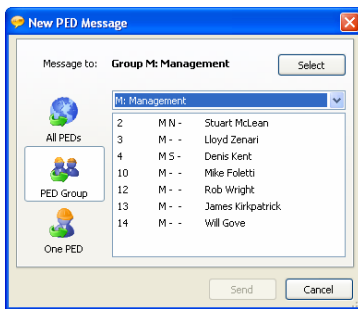 New PED Message
Message to: Group M: Management Select
M: Management
All PEDs
PED Group
One PED
2 M N - Stuart McLean
3 M - - Lloyd Zenari
4 M S - Denis Kent
10 M - - Mike Foletti
12 M - - Rob Wright
13 M - - James Kirkpatrick
14 M - - Will Gove
Send Cancel